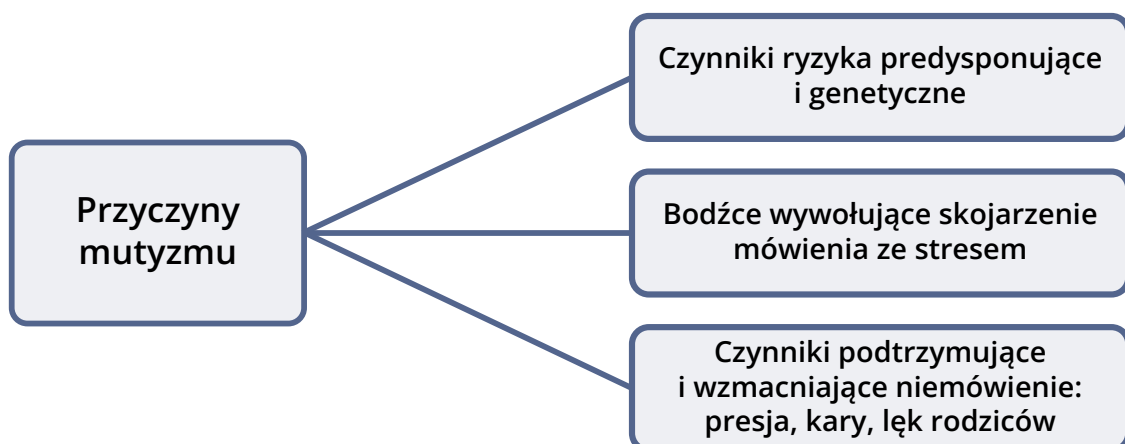 Przyczyny
mutyzmu
Czynniki ryzyka predysponujące
i genetyczne
Bodźce wywołujące skojarzenie
mówienia ze stresem
Czynniki podtrzymujące
i wzmacniające niemówienie:
presja, kary, lęk rodziców